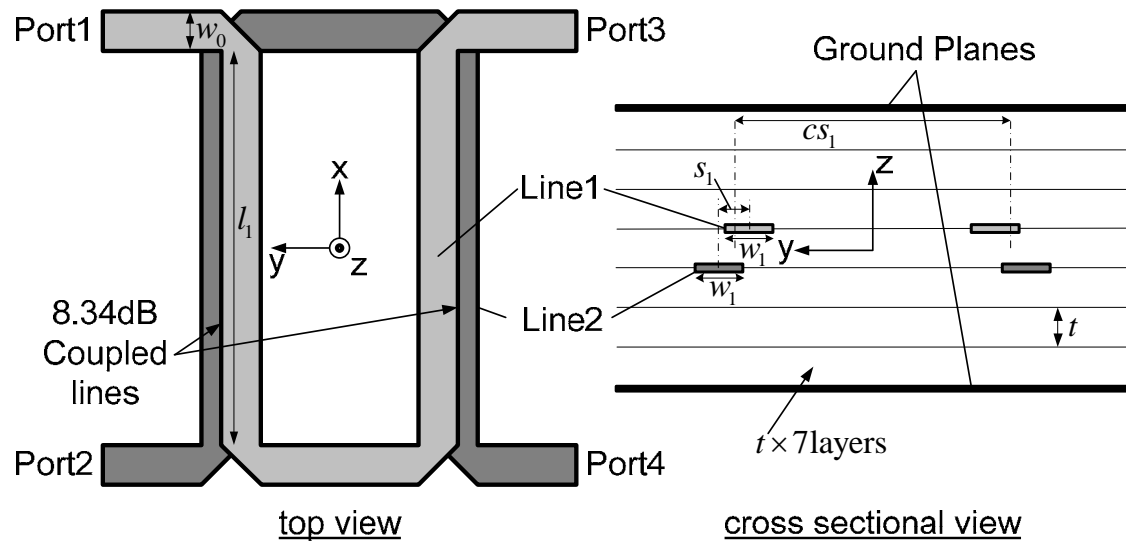 Port1
w₀
Port3
l₁
x
y
z
8.34dB
Coupled
lines
Port2
Port4
top view
Ground Planes
cs₁
s₁
z
Line1
w₁
y
w₁
Line2
t
t × 7layers
cross sectional view